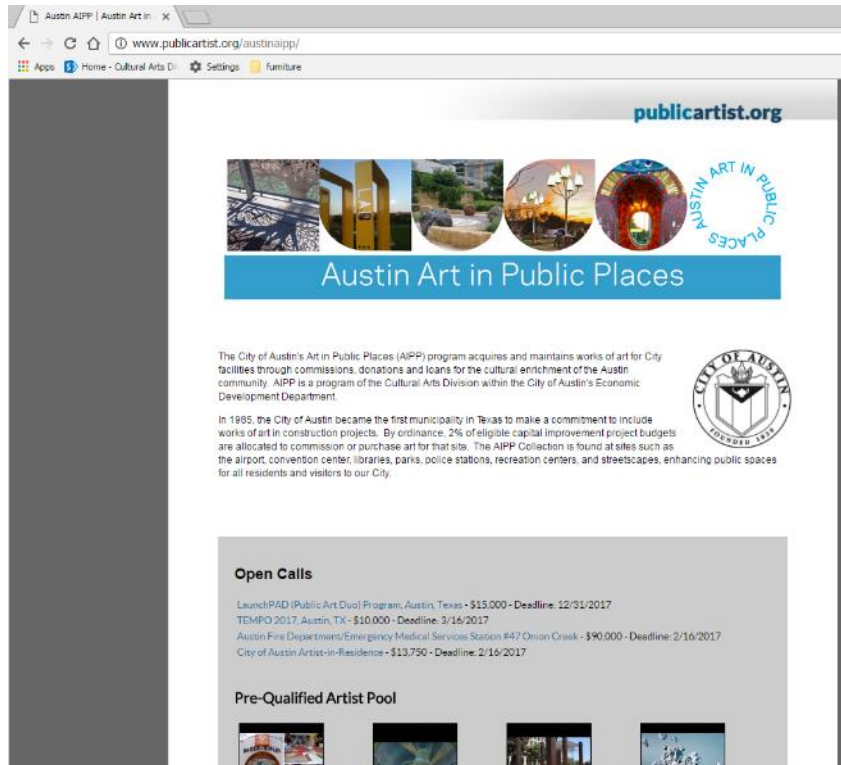 Austin AIPP | Austin Art in
www.publicartist.org/austinaipp/
Apps Home - Cultural Arts Di Settings furniture
publicartist.org
AUSTIN ART IN PUBLIC PLACES
Austin Art in Public Places
The City of Austin's Art in Public Places (AIPP) program acquires and maintains works of art for City
facilities through commissions, donations and loans for the cultural enrichment of the Austin
community. AIPP is a program of the Cultural Arts Division within the City of Austin's Economic
Development Department.
CITY OF AUSTIN
FOUNDED 1839
In 1985, the City of Austin became the first municipality in Texas to make a commitment to include
works of art in construction projects. By ordinance, 2% of eligible capital improvement project budgets
are allocated to commission or purchase art for that site. The AIPP Collection is found at sites such as
the airport, convention center, libraries, parks, police stations, recreation centers, and streetscapes, enhancing public spaces
for all residents and visitors to our City.
Open Calls
LaunchPAD (Public Art Duo) Program, Austin, Texas - $15,000 - Deadline: 12/31/2017
TEMPO 2017, Austin, TX - $10,000 - Deadline: 3/16/2017
Austin Fire Department/Emergency Medical Services Station #47 Onion Creek - $90,000 - Deadline: 2/16/2017
City of Austin Artist-in-Residence - $13,750 - Deadline: 2/16/2017
Pre-Qualified Artist Pool